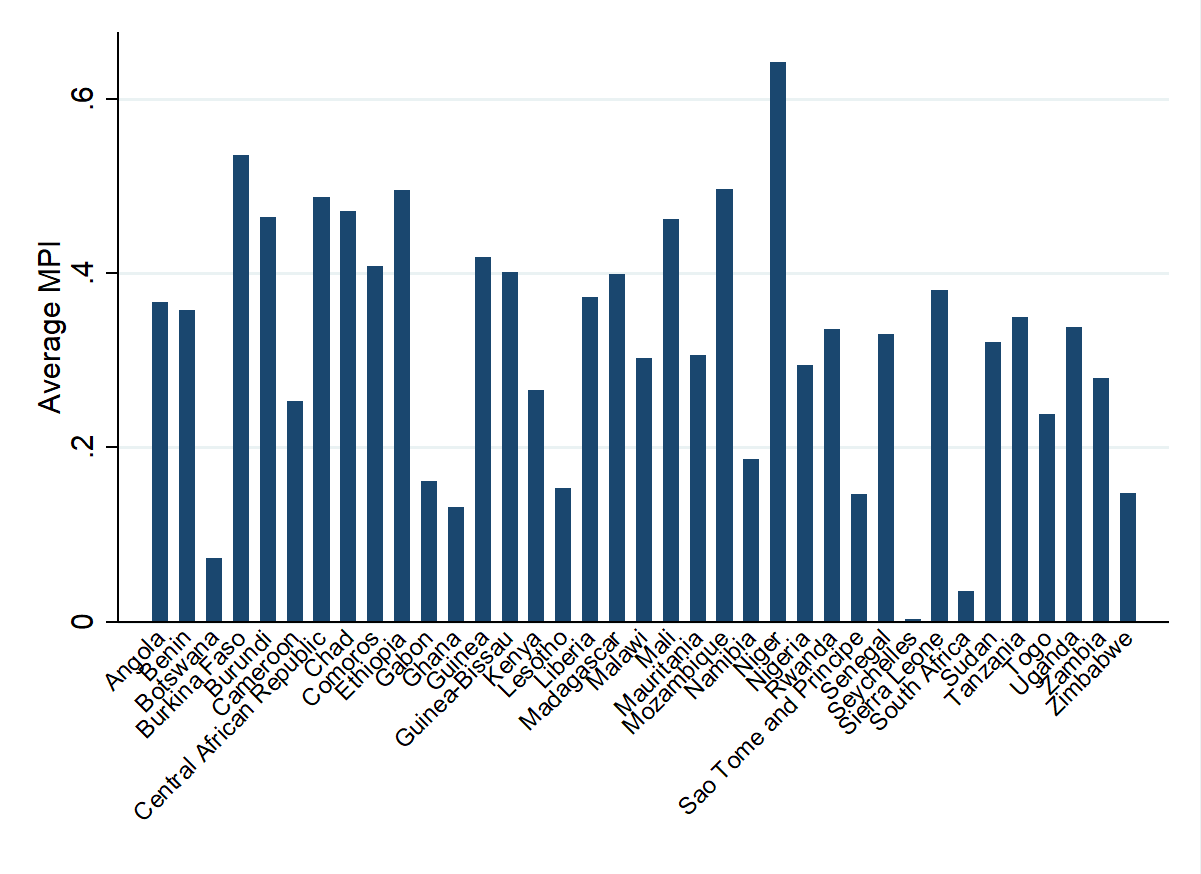 Average MPI
.6
.4
.2
0
Angola
Benin
Botswana
Burkina Faso
Burundi
Cameroon
Central African Republic
Chad
Comoros
Ethiopia
Gabon
Ghana
Guinea
Guinea-Bissau
Kenya
Lesotho
Liberia
Madagascar
Malawi
Mali
Mauritania
Mozambique
Namibia
Niger
Nigeria
Rwanda
Sao Tome and Principe
Senegal
Seychelles
Sierra Leone
South Africa
Sudan
Tanzania
Togo
Uganda
Zambia
Zimbabwe